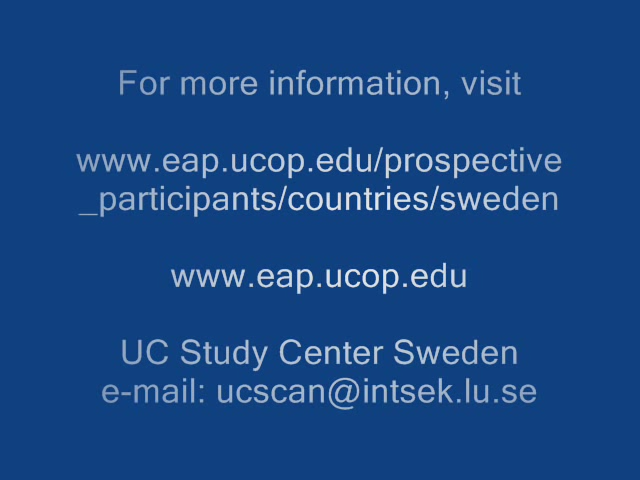 For more information, visit
www.eap.ucop.edu/prospective
_participants/countries/sweden
www.eap.ucop.edu
UC Study Center Sweden
e-mail: ucscan@intsek.lu.se